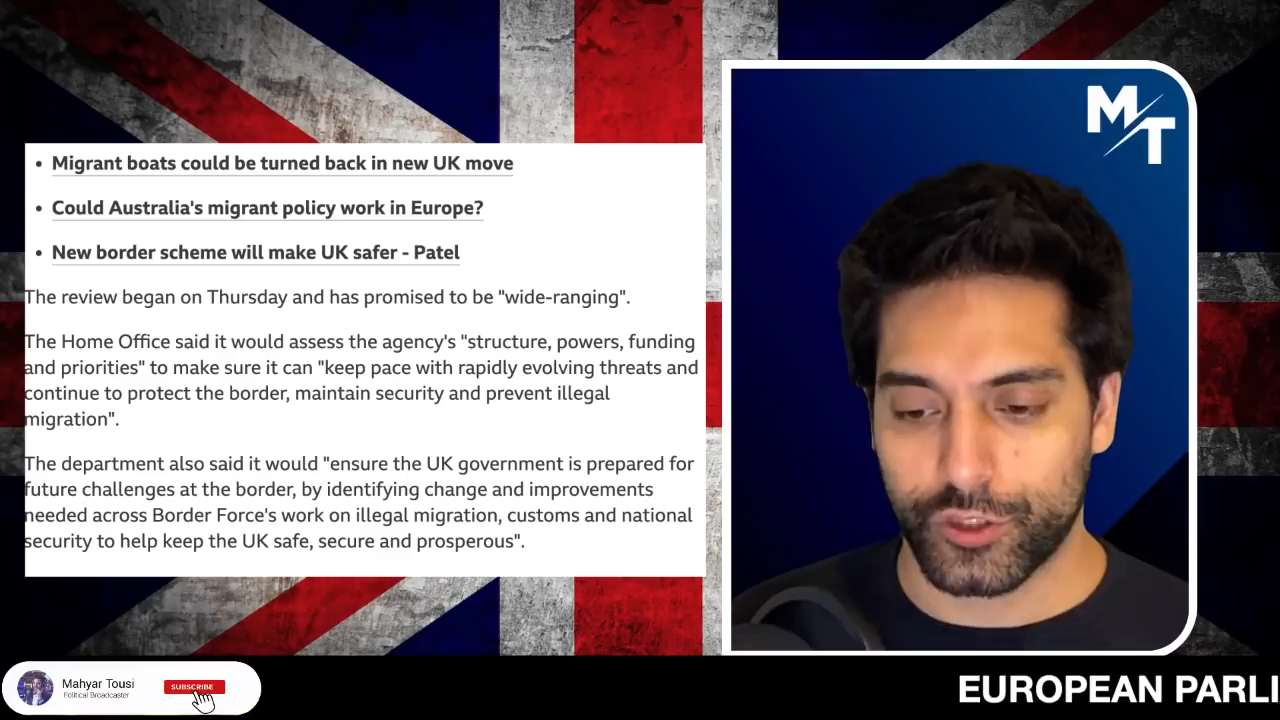 Migrant boats could be turned back in new UK move
Could Australia's migrant policy work in Europe?
New border scheme will make UK safer - Patel
The review began on Thursday and has promised to be "wide-ranging".
The Home Office said it would assess the agency's "structure, powers, funding
and priorities" to make sure it can "keep pace with rapidly evolving threats and
continue to protect the border, maintain security and prevent illegal
migration".
The department also said it would "ensure the UK government is prepared for
future challenges at the border, by identifying change and improvements
needed across Border Force's work on illegal migration, customs and national
security to help keep the UK safe, secure and prosperous".
M/T
Mahyar Tousi
Political Broadcaster
SUBSCRIBE
EUROPEAN PARLI